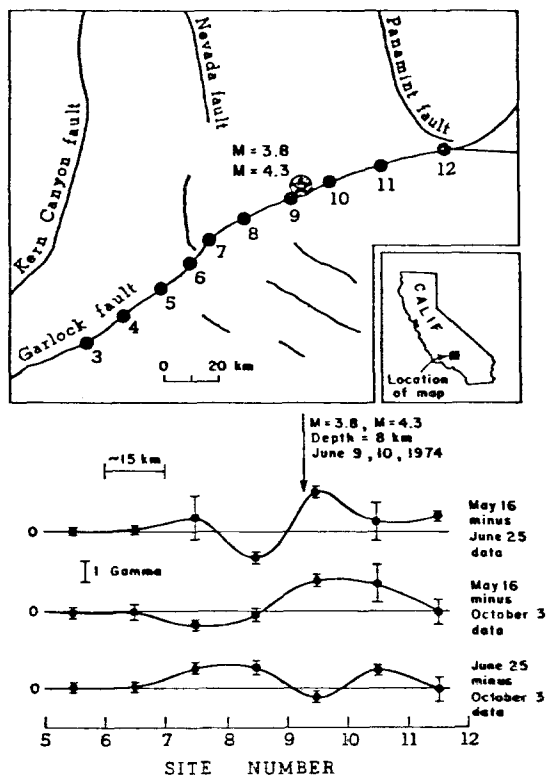 Kern Canyon fault
Nevada fault
Panamint fault
M = 3.8
M = 4.3
12
11
10
9
8
7
6
5
4
3
Garlock fault
0 20 km
CALIF
Location
of map
M = 3.8 , M = 4.3
Depth = 8 km
June 9 , 10 , 1974
~15 km
0
May 16
minus
June 25
data
1 Gamma
0
May 16
minus
October 3
data
0
June 25
minus
October 3
data
5 6 7 8 9 10 11 12
SITE NUMBER